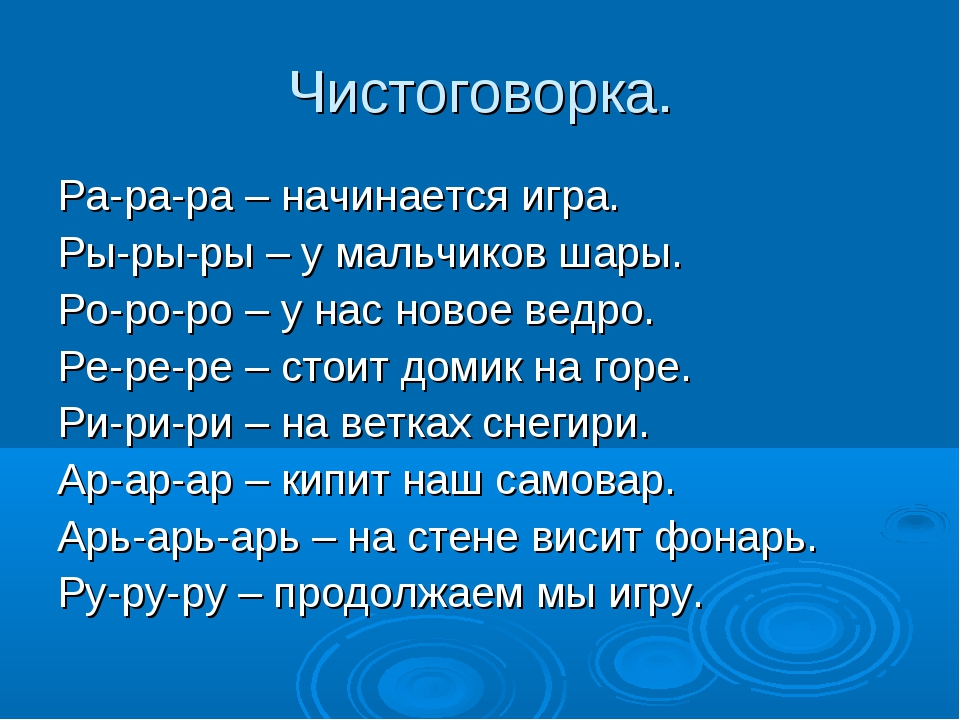 Чистоговорка.
Ра-ра-ра – начинается игра.
Ры-ры-ры – у мальчиков шары.
Ро-ро-ро – у нас новое ведро.
Ре-ре-ре – стоит домик на горе.
Ри-ри-ри – на ветках снегири.
Ар-ар-ар – кипит наш самовар.
Арь-арь-арь – на стене висит фонарь.
Ру-ру-ру – продолжаем мы игру.